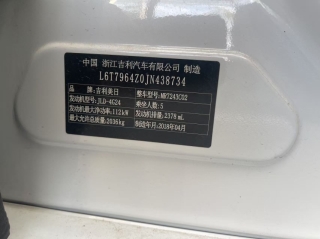 中国 浙江吉利汽车有限公司 制造
L6T7964Z0JN438734
品 牌:吉利美日 整车型号:MR7243C02
发动机型号:JLD-4G24 乘坐人数:5
发动机最大净功率:112kW 发动机排量:2378 mL
最大允许总质量:2035kg 制造年月:2018年04月